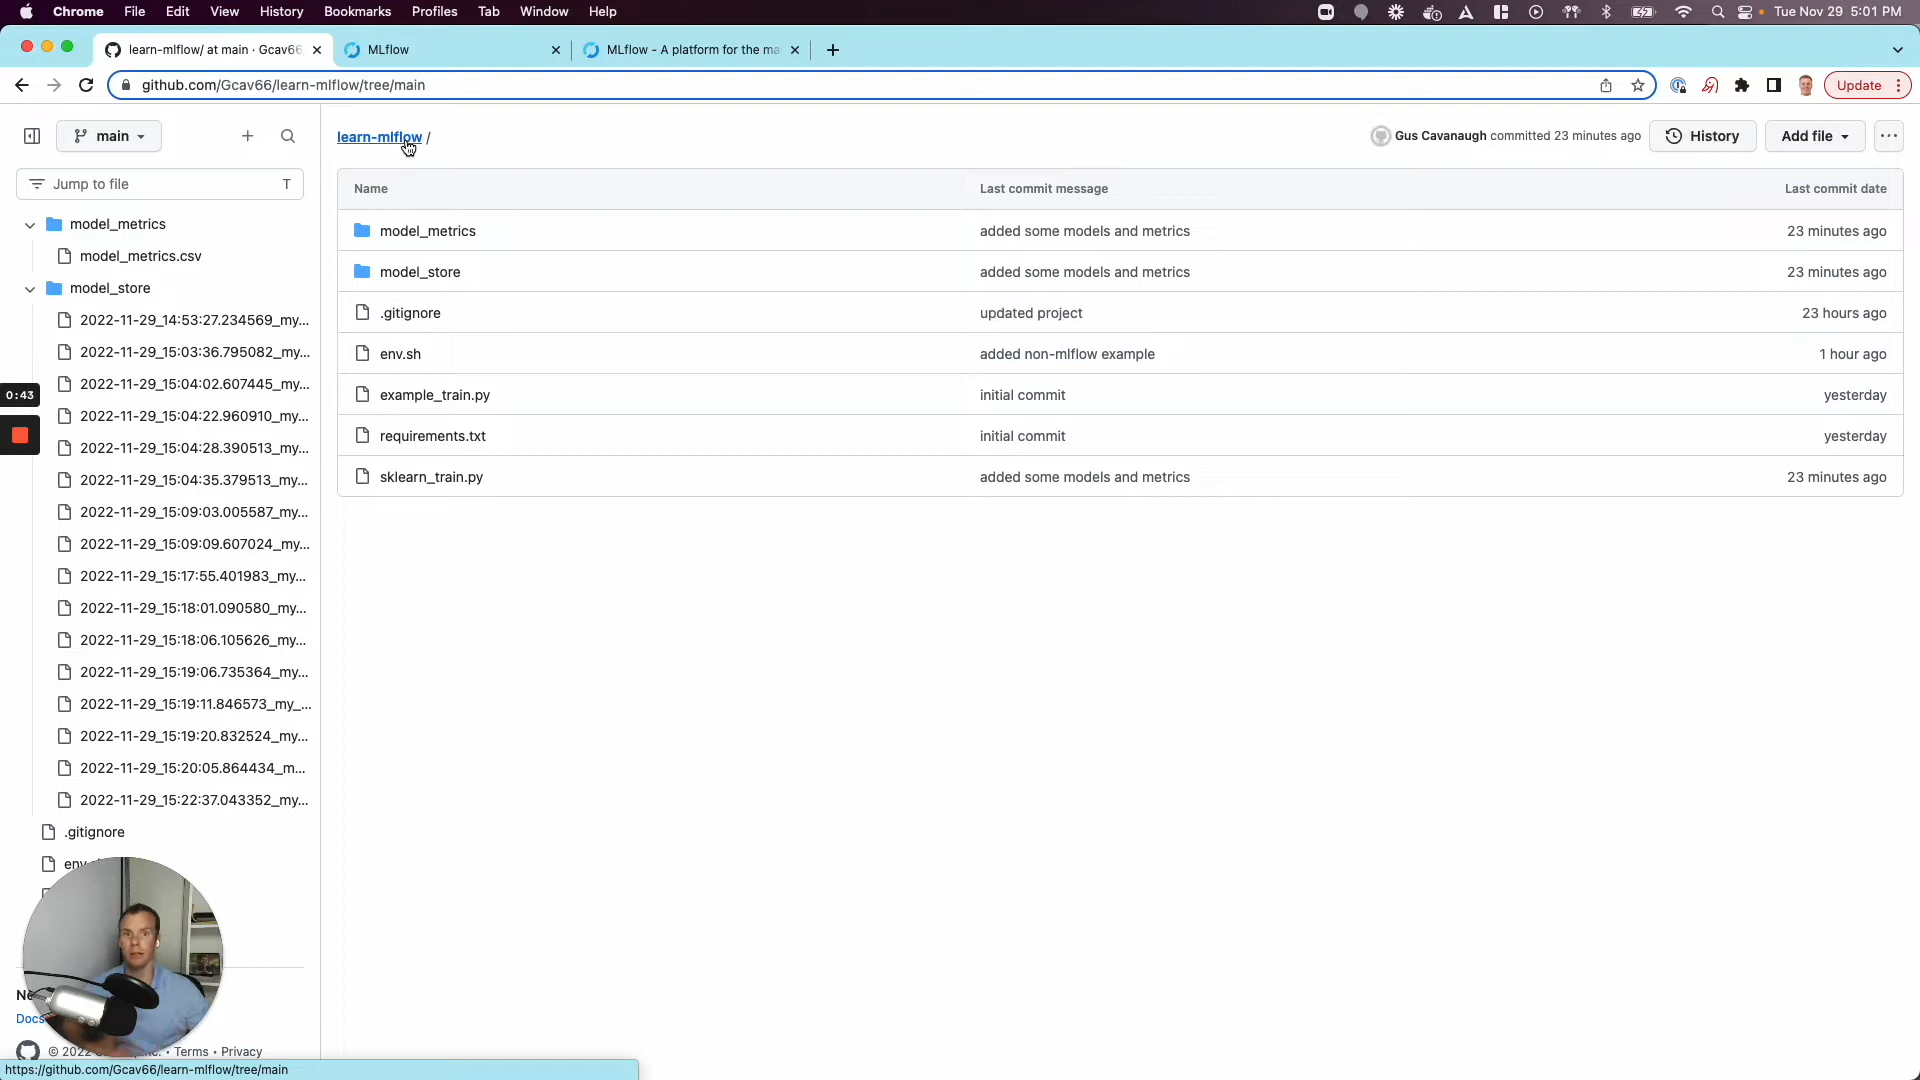 Chrome File Edit View History Bookmarks Profiles Tab Window Help Tue Nov 29 5:01 PM
learn-mlflow/ at main · Gcav66 MLflow MLflow - A platform for the ma
github.com/Gcav66/learn-mlflow/tree/main Update
main
learn-mlflow / Gus Cavanaugh committed 23 minutes ago History Add file
Jump to file T
Name Last commit message Last commit date
model_metrics
model_metrics added some models and metrics 23 minutes ago
model_metrics.csv
model_store added some models and metrics 23 minutes ago
model_store
.gitignore updated project 23 hours ago
2022-11-29_14:53:27.234569_my...
env.sh added non-mlflow example 1 hour ago
2022-11-29_15:03:36.795082_my...
0:43
2022-11-29_15:04:02.607445_my...
example_train.py initial commit yesterday
2022-11-29_15:04:22.960910_my...
requirements.txt initial commit yesterday
2022-11-29_15:04:28.390513_my...
sklearn_train.py added some models and metrics 23 minutes ago
2022-11-29_15:04:35.379513_my...
2022-11-29_15:09:03.005587_my...
2022-11-29_15:09:09.607024_my...
2022-11-29_15:17:55.401983_my...
2022-11-29_15:18:01.090580_my...
2022-11-29_15:18:06.105626_my...
2022-11-29_15:19:06.735364_my...
2022-11-29_15:19:11.846573_my_...
2022-11-29_15:19:20.832524_my...
2022-11-29_15:20:05.864434_m...
2022-11-29_15:22:37.043352_my...
.gitignore
Docs
© 2022 Inc. · Terms · Privacy
https://github.com/Gcav66/learn-mlflow/tree/main